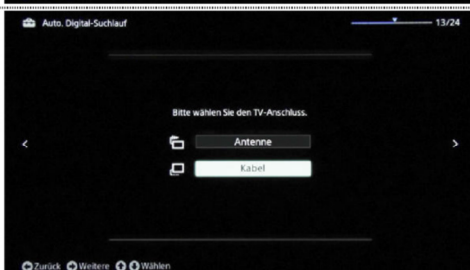 Auto. Digital-Suchlauf
13/24
Bitte wählen Sie den TV-Anschluss.
Antenne
Kabel
Zurück Weitere Wählen